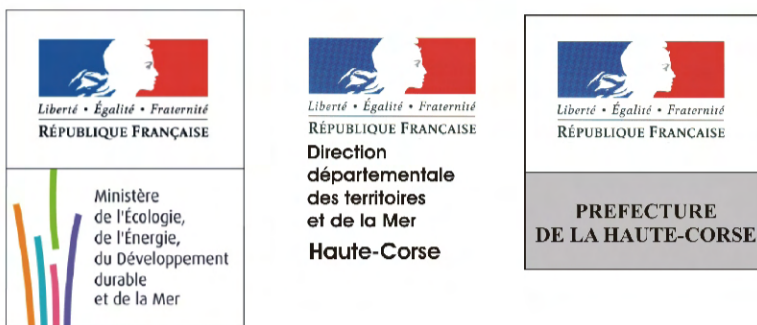 Liberté • Égalité • Fraternité
RÉPUBLIQUE FRANÇAISE
Ministère
de l'Écologie,
de l'Énergie,
du Développement
durable
et de la Mer
Liberté • Égalité • Fraternité
RÉPUBLIQUE FRANÇAISE
Direction
départementale
des territoires
et de la Mer
Haute-Corse
Liberté • Égalité • Fraternité
RÉPUBLIQUE FRANÇAISE
PREFECTURE
DE LA HAUTE-CORSE